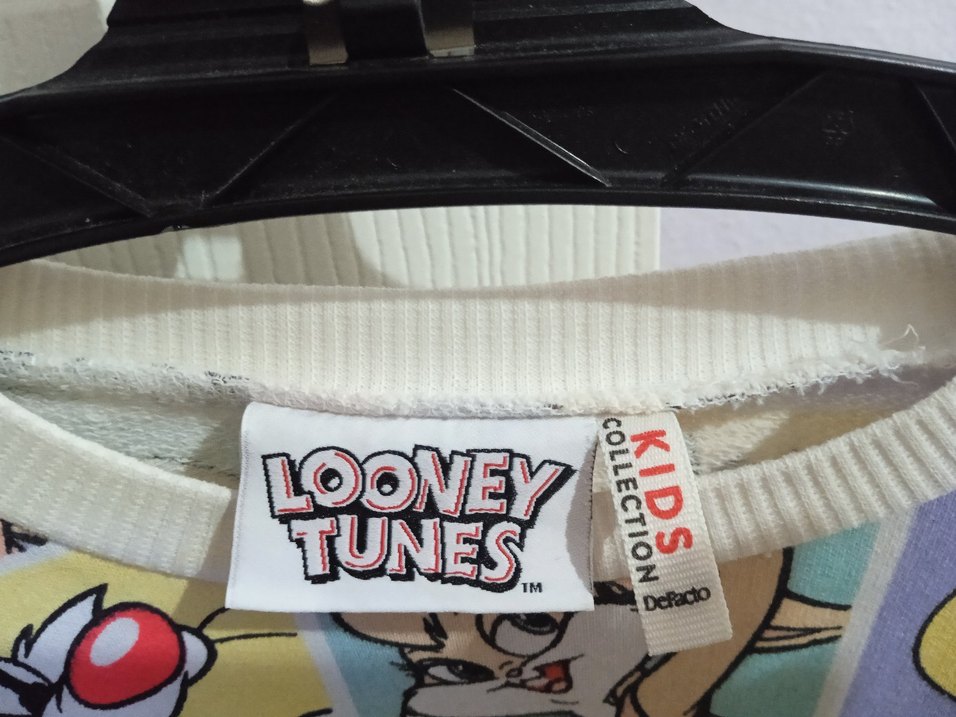 LOONEY
TUNES
TM
KIDS
COLLECTION
DeFacto